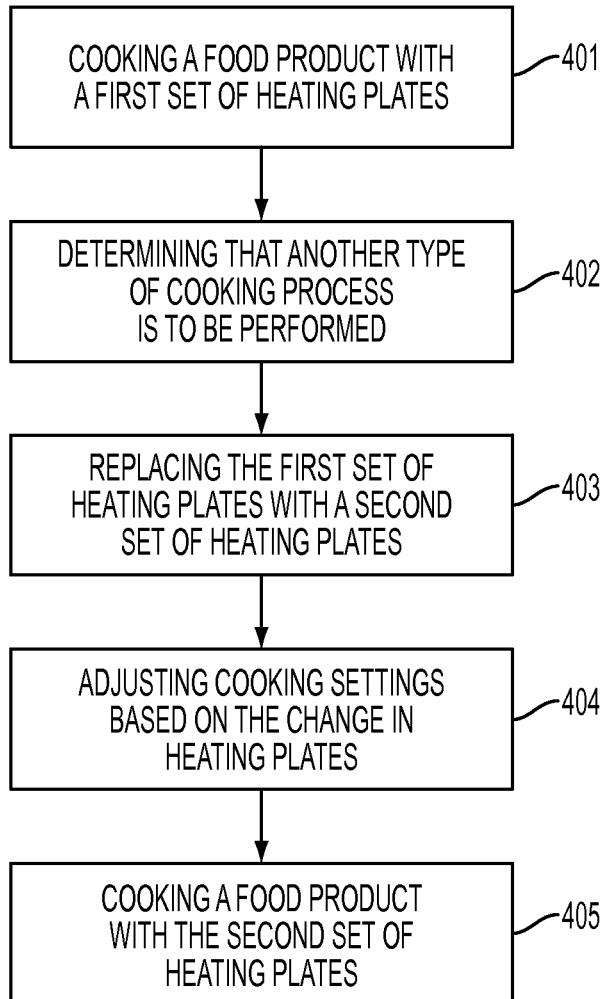 COOKING A FOOD PRODUCT WITH
A FIRST SET OF HEATING PLATES
401
DETERMINING THAT ANOTHER TYPE
OF COOKING PROCESS
IS TO BE PERFORMED
402
REPLACING THE FIRST SET OF
HEATING PLATES WITH A SECOND
SET OF HEATING PLATES
403
ADJUSTING COOKING SETTINGS
BASED ON THE CHANGE IN
HEATING PLATES
404
COOKING A FOOD PRODUCT
WITH THE SECOND SET OF
HEATING PLATES
405